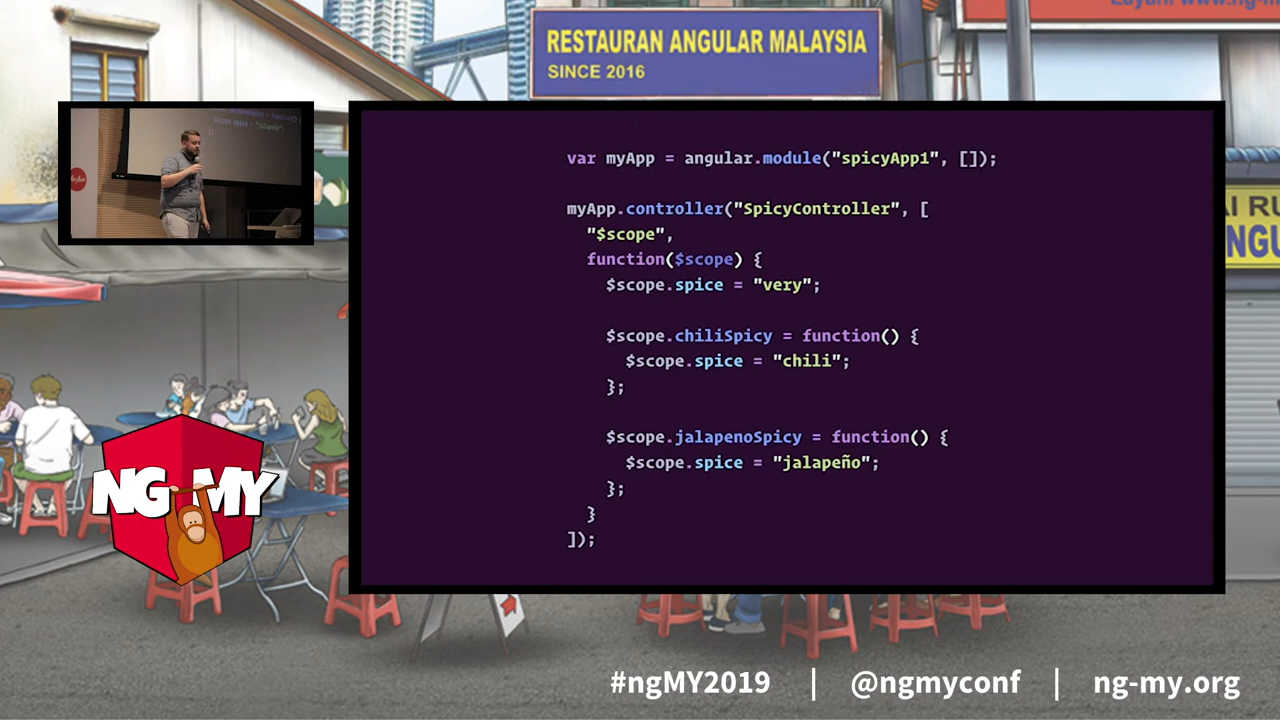 RESTAURAN ANGULAR MALAYSIA
SINCE 2016
var myApp = angular.module("spicyApp1", []);
myApp.controller("SpicyController", [
"$scope",
function($scope) {
$scope.spice = "very";
$scope.chiliSpicy = function() {
$scope.spice = "chili";
};
$scope.jalapenoSpicy = function() {
$scope.spice = "jalapeño";
};
}
]);
NG MY
#ngMY2019 | @ngmyconf | ng-my.org